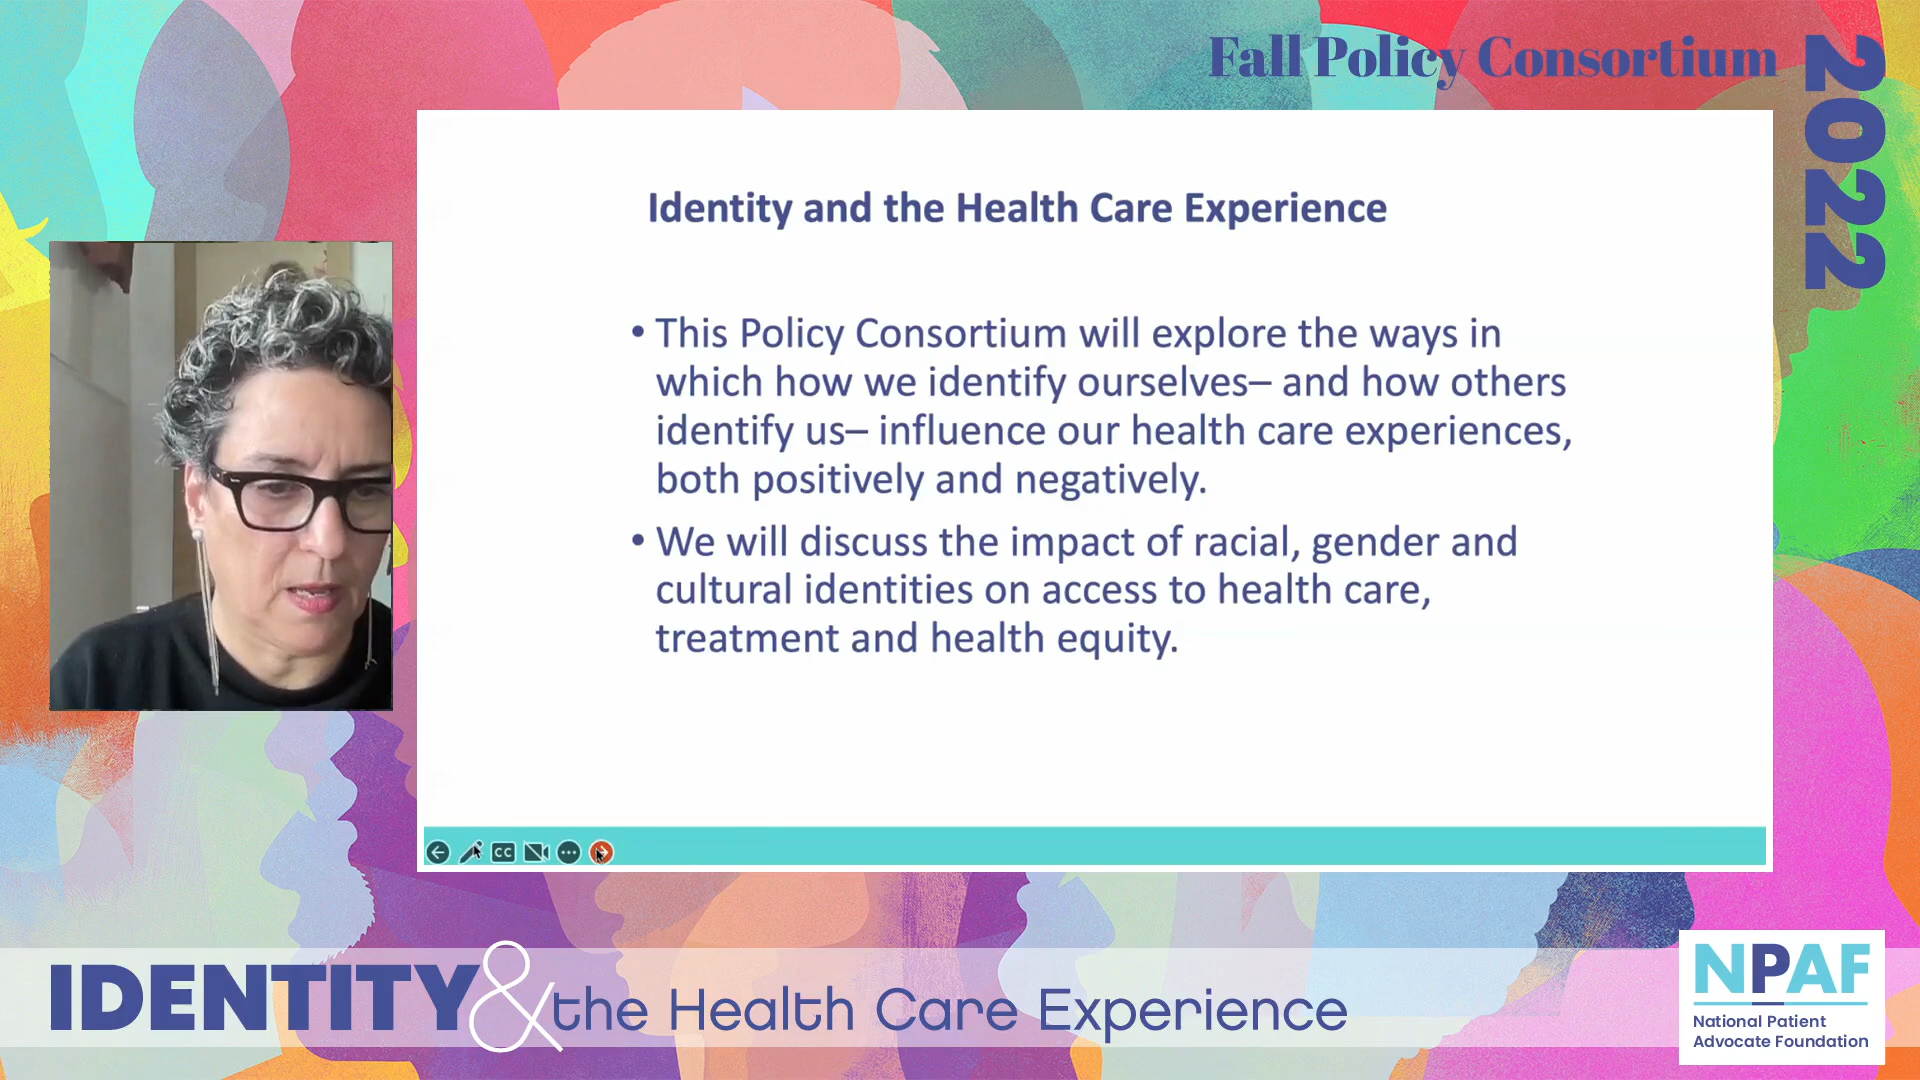 Fall Policy Consortium
2022
Identity and the Health Care Experience
• This Policy Consortium will explore the ways in
which how we identify ourselves– and how others
identify us– influence our health care experiences,
both positively and negatively.
• We will discuss the impact of racial, gender and
cultural identities on access to health care,
treatment and health equity.
CC
IDENTITY & the Health Care Experience
NPAF
National Patient
Advocate Foundation